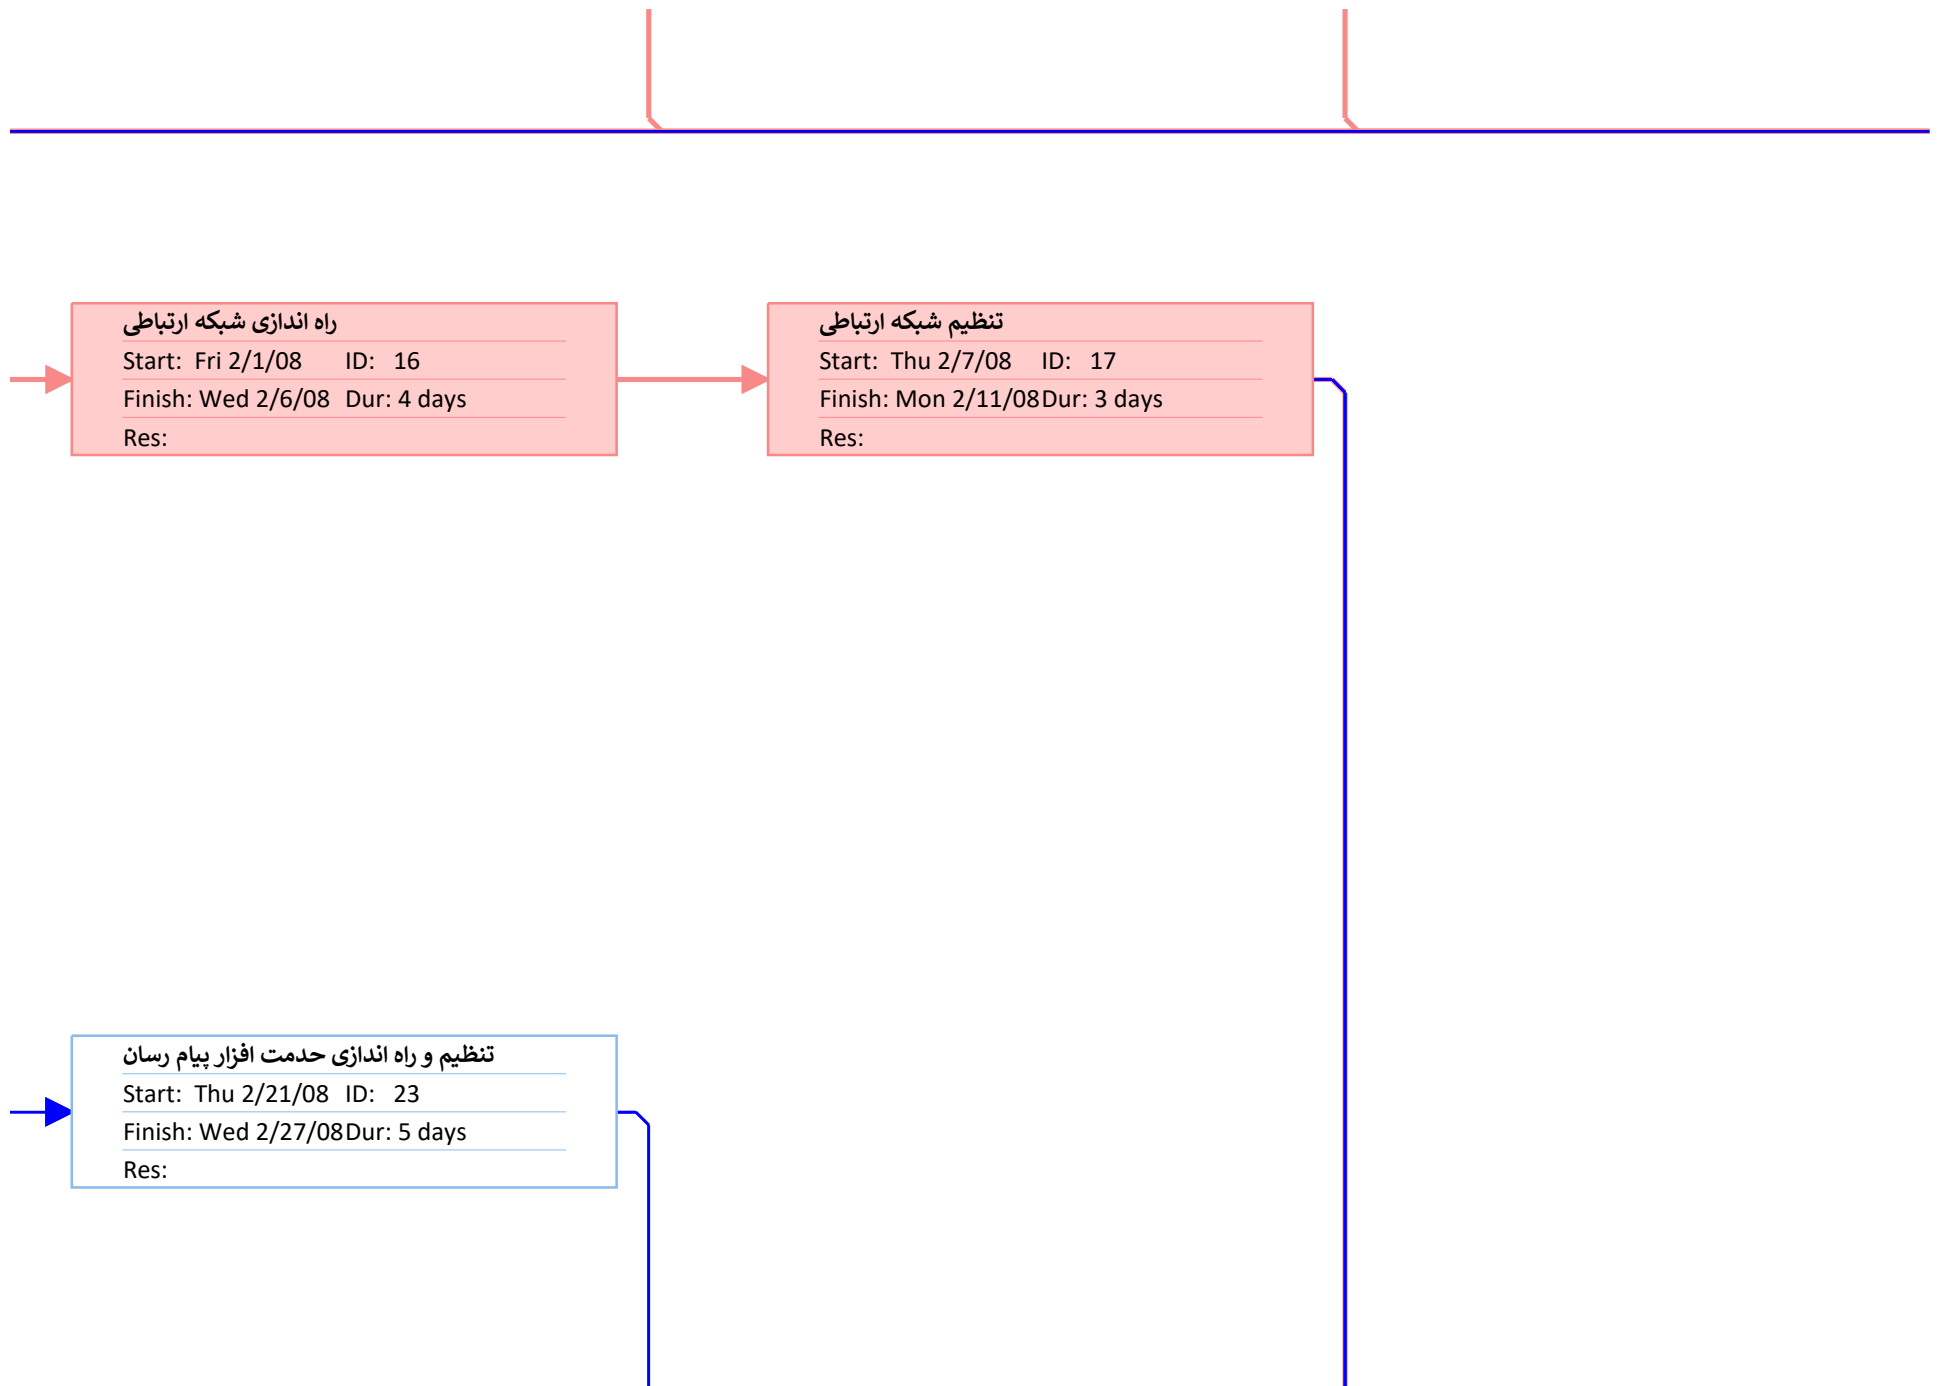 راه اندازی شبکه ارتباطی
Start: Fri 2/1/08 ID: 16
Finish: Wed 2/6/08 Dur: 4 days
Res:
تنظیم شبکه ارتباطی
Start: Thu 2/7/08 ID: 17
Finish: Mon 2/11/08 Dur: 3 days
Res:
تنظیم و راه اندازی حدمت افزار پیام رسان
Start: Thu 2/21/08 ID: 23
Finish: Wed 2/27/08 Dur: 5 days
Res: